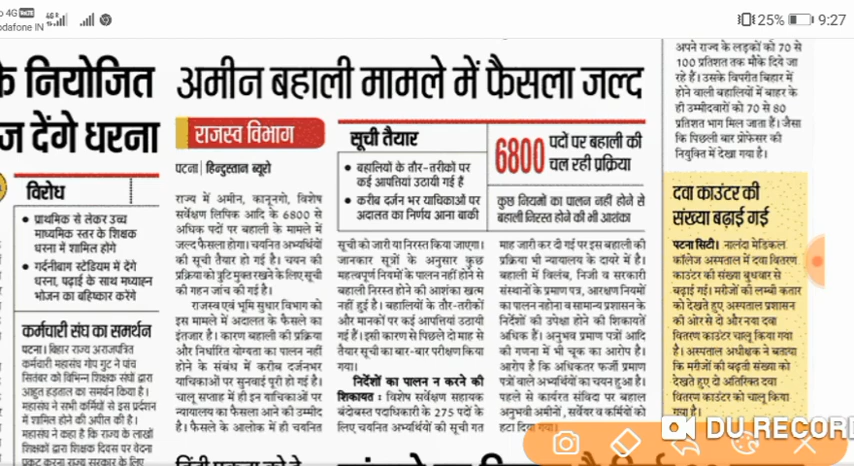 4G
Vodafone IN
25%
9:27
के नियोजित
ज देंगे धरना
विरोध
प्राथमिक से लेकर उच्च
माध्यमिक स्तर के शिक्षक
धरना में शामिल होंगे
गर्दनीबाग स्टेडियम में देंगे
धरना, पढ़ाई के साथ मध्याह्न
भोजन का बहिष्कार करेंगे
कर्मचारी संघ का समर्थन
पटना। बिहार राज्य अराजपत्रित
कर्मचारी महासंघ गोप गुट ने पांच
सितंबर को विभिन्न शिक्षक संघों द्वारा
आहूत हड़ताल का समर्थन किया है।
महासंघ ने सभी कर्मियों से इस प्रदर्शन
में शामिल होने की अपील की है।
महासंघ ने कहा है कि राज्य के लाखों
शिक्षकों द्वारा शिक्षक दिवस पर वेदना
प्रकट करना राज्य सरकार के लिए
अमीन बहाली मामले में फैसला जल्द
राजस्व विभाग
पटना | हिन्दुस्तान ब्यूरो
राज्य में अमीन, कानूनगो, विशेष
सर्वेक्षण लिपिक आदि के 6800 से
अधिक पदों पर बहाली के मामले में
जल्द फैसला होगा। चयनित अभ्यर्थियों
की सूची तैयार हो गई है। चयन की
प्रक्रिया को त्रुटि मुक्त रखने के लिए सूची
की गहन जांच की गई है।
राजस्व एवं भूमि सुधार विभाग को
इस मामले में अदालत के फैसले का
इंतजार है। कारण बहाली की प्रक्रिया
और निर्धारित योग्यता का पालन नहीं
होने के संबंध में करीब दर्जनभर
याचिकाओं पर सुनवाई पूरी हो गई है।
चालू सप्ताह में ही इन याचिकाओं पर
न्यायालय का फैसला आने की उम्मीद
है। फैसले के आलोक में ही चयनित
सूची तैयार
बहालियों के तौर-तरीकों पर
कई आपत्तियां उठायी गई हैं
करीब दर्जन भर याचिकाओं पर
अदालत का निर्णय आना बाकी
6800 पदों पर बहाली की
चल रही प्रक्रिया
कुछ नियमों का पालन नहीं होने से
बहाली निरस्त होने की भी आशंका
सूची को जारी या निरस्त किया जाएगा।
जानकार सूत्रों के अनुसार कुछ
महत्वपूर्ण नियमों के पालन नहीं होने से
बहाली निरस्त होने की आशंका खत्म
नहीं हुई है। बहालियों के तौर-तरीकों
और मानकों पर कई आपत्तियां उठायी
गई हैं। इसी कारण से पिछले दो माह से
तैयार सूची का बार-बार परीक्षण किया
गया।
निर्देशों का पालन न करने की
शिकायत : विशेष सर्वेक्षण सहायक
बंदोबस्त पदाधिकारी के 275 पदों के
लिए चयनित अभ्यर्थियों की सूची गत
माह जारी कर दी गई पर इस बहाली की
प्रक्रिया भी न्यायालय के दायरे में है।
बहाली में विलंब, निजी व सरकारी
संस्थानों के प्रमाण पत्र, आरक्षण नियमों
का पालन नहोना व सामान्य प्रशासन के
निर्देशों की उपेक्षा होने की शिकायतें
अधिक हैं। अनुभव प्रमाण पत्रों आदि
की गणना में भी चूक का आरोप है।
आरोप है कि अधिकतर फर्जी प्रमाण
पत्रों वाले अभ्यर्थियों का चयन हुआ है।
पहले से कार्यरत संविदा पर बहाल
अनुभवी अमीनों, सर्वेयर व कर्मियों को
हटा दिया गया।
अपने राज्य के लड़कों को 70 से
100 प्रतिशत तक मौके दिये जा
रहे हैं। उसके विपरीत बिहार में
होने वाली बहालियों में बाहर के
ही उम्मीदवारों को 70 से 80
प्रतिशत भाग मिल जाता हैं। जैसा
कि पिछली बार प्रोफेसर की
नियुक्ति में देखा गया है।
दवा काउंटर की
संख्या बढ़ाई गई
पटना सिटी। नालंदा मेडिकल
कॉलेज अस्पताल में दवा वितरण
काउंटर की संख्या बुधवार से
बढ़ाई गई। मरीजों की लम्बी कतार
को देखते हुए अस्पताल प्रशासन
की ओर से दो और नया दवा
वितरण काउंटर चालू किया गया
है। अस्पताल अधीक्षक ने बताया
कि मरीजों की बढ़ती संख्या को
देखते हुए दो अतिरिक्त दवा
वितरण काउंटर को चालू किया
गया है।
DU RECORD